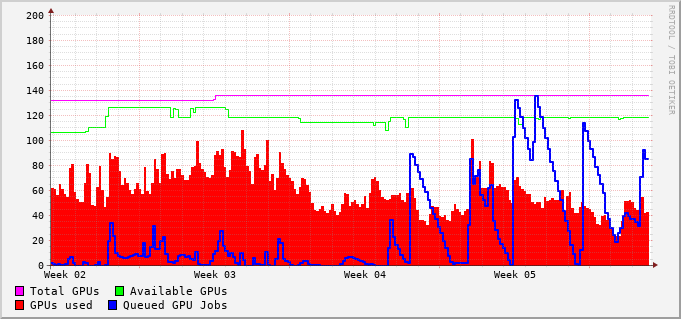 200
180
160
140
120
100
80
60
40
20
0
Week 02 Week 03 Week 04 Week 05
Total GPUs Available GPUs
GPUs used Queued GPU Jobs
RRDTOOL / TOBI OETIKER